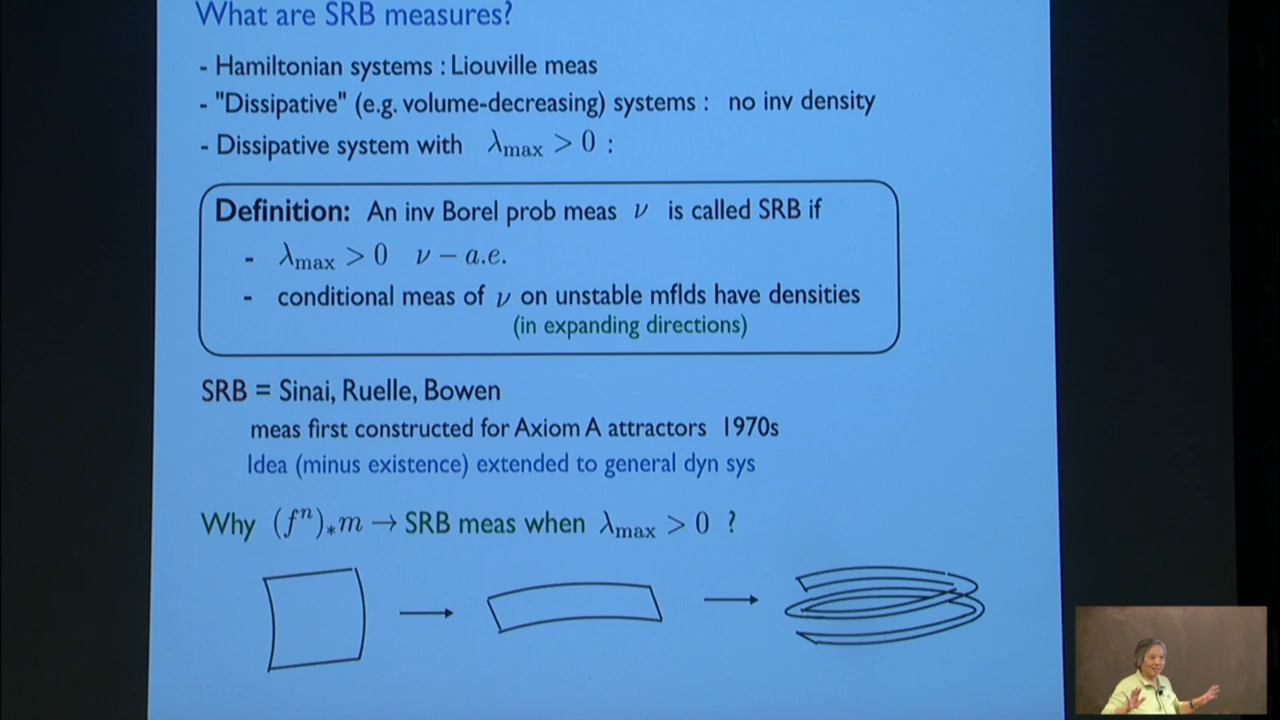 What are SRB measures?
- Hamiltonian systems : Liouville meas
- "Dissipative" (e.g. volume-decreasing) systems : no inv density
- Dissipative system with λmax > 0 :
Definition: An inv Borel prob meas ν is called SRB if
- λmax > 0 ν − a.e.
- conditional meas of ν on unstable mflds have densities
(in expanding directions)
SRB = Sinai, Ruelle, Bowen
meas first constructed for Axiom A attractors 1970s
Idea (minus existence) extended to general dyn sys
Why (fⁿ)∗m → SRB meas when λmax > 0 ?